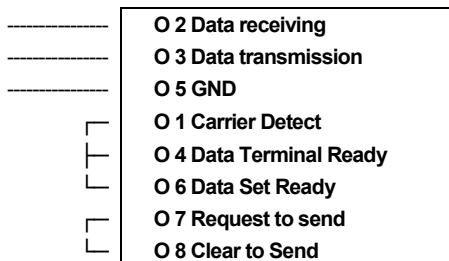 O 2 Data receiving
O 3 Data transmission
O 5 GND
O 1 Carrier Detect
O 4 Data Terminal Ready
O 6 Data Set Ready
O 7 Request to send
O 8 Clear to Send